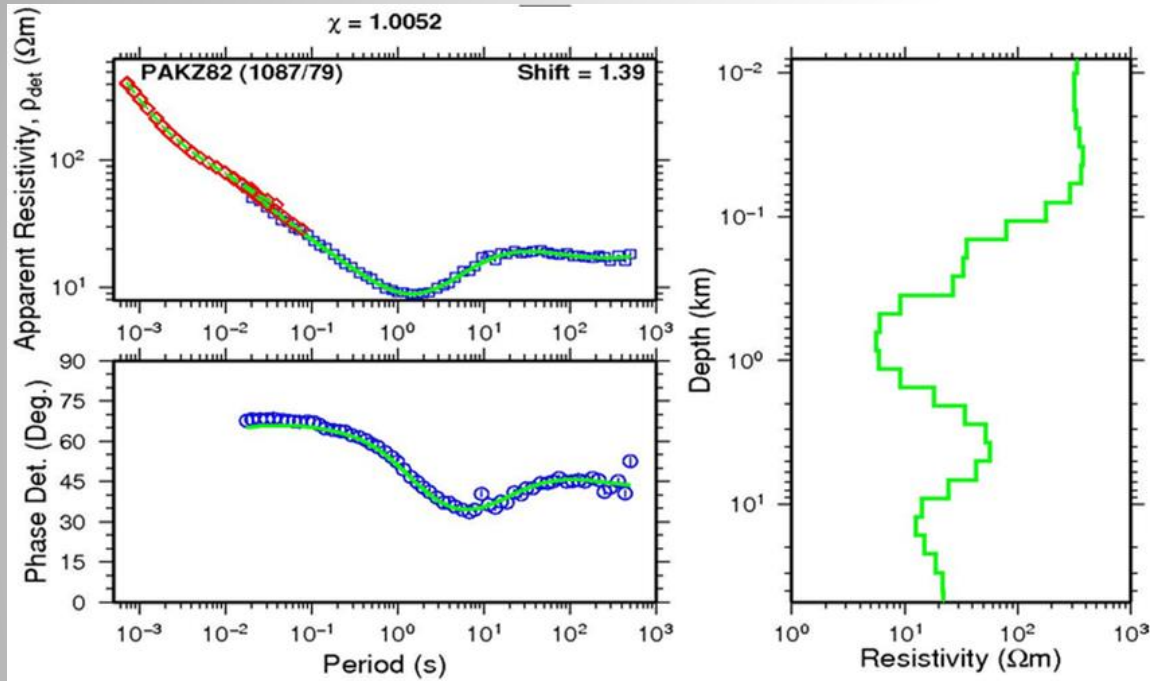 χ = 1.0052
PAKZ82 (1087/79) Shift = 1.39
Apparent Resistivity, ρdet (Ωm)
10²
10¹
10⁻³ 10⁻² 10⁻¹ 10⁰ 10¹ 10² 10³
Phase Det. (Deg.)
90
75
60
45
30
15
0
10⁻³ 10⁻² 10⁻¹ 10⁰ 10¹ 10² 10³
Period (s)
Depth (km)
10⁻²
10⁻¹
10⁰
10¹
10⁰ 10¹ 10² 10³
Resistivity (Ωm)